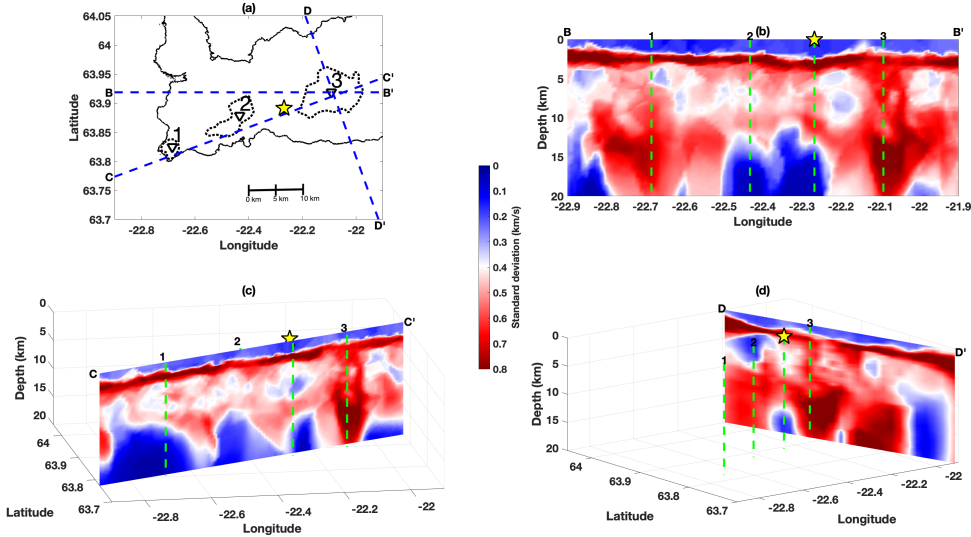 (a)
D
64.05
64
63.95
63.9
63.85
63.8
63.75
63.7
Latitude
B
B'
C
C'
D'
1
2
3
0 km
5 km
10 km
-22.8
-22.6
-22.4
-22.2
-22
Longitude
(b)
B
B'
1
2
3
0
5
10
15
20
Depth (km)
-22.9
-22.8
-22.7
-22.6
-22.5
-22.4
-22.3
-22.2
-22.1
-22
-21.9
Longitude
0
0.1
0.2
0.3
0.4
0.5
0.6
0.7
0.8
Standard deviation (km/s)
(c)
0
5
10
15
20
Depth (km)
C
C'
1
2
3
64
63.9
63.8
63.7
Latitude
-22.8
-22.6
-22.4
-22.2
-22
Longitude
(d)
D
D'
1
2
3
0
5
10
15
20
Depth (km)
64
63.9
63.8
63.7
Latitude
-22.8
-22.6
-22.4
-22.2
-22
Longitude